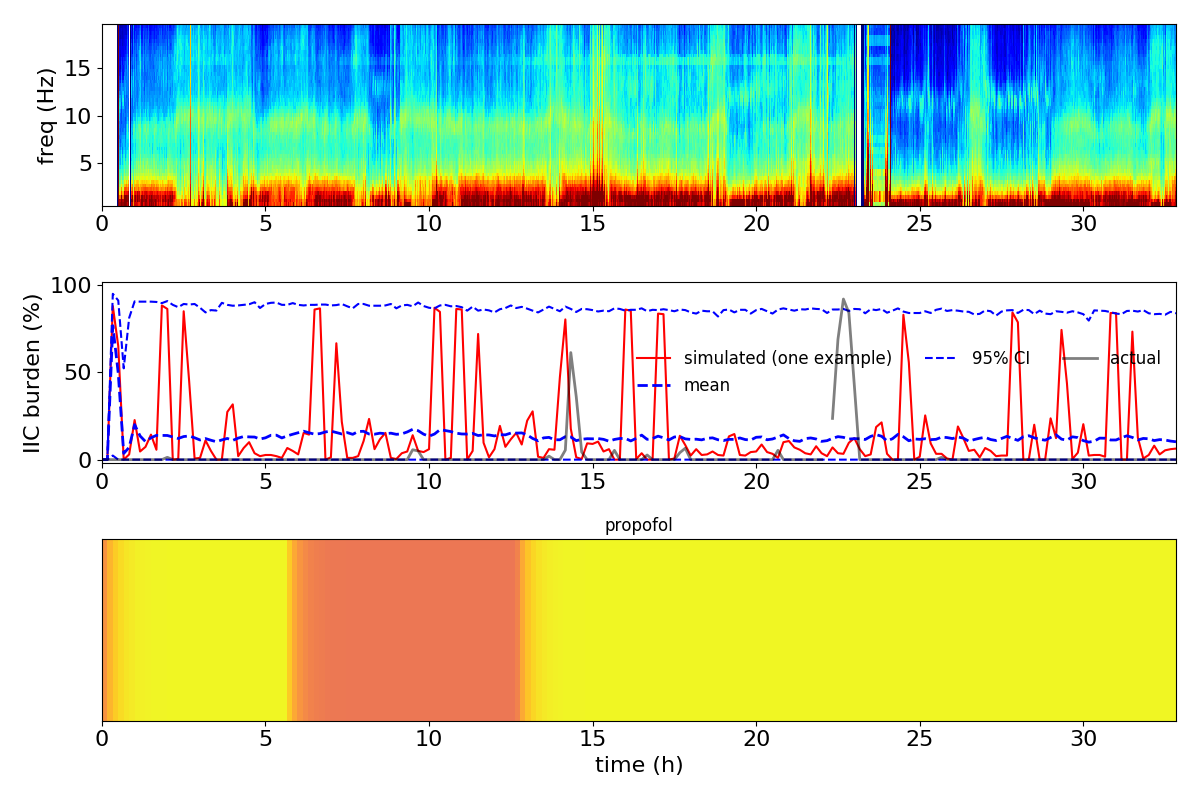 freq (Hz)
15
10
5
0 5 10 15 20 25 30
IIC burden (%)
100
50
0
simulated (one example) 95% CI actual
mean
0 5 10 15 20 25 30
propofol
0 5 10 15 20 25 30
time (h)